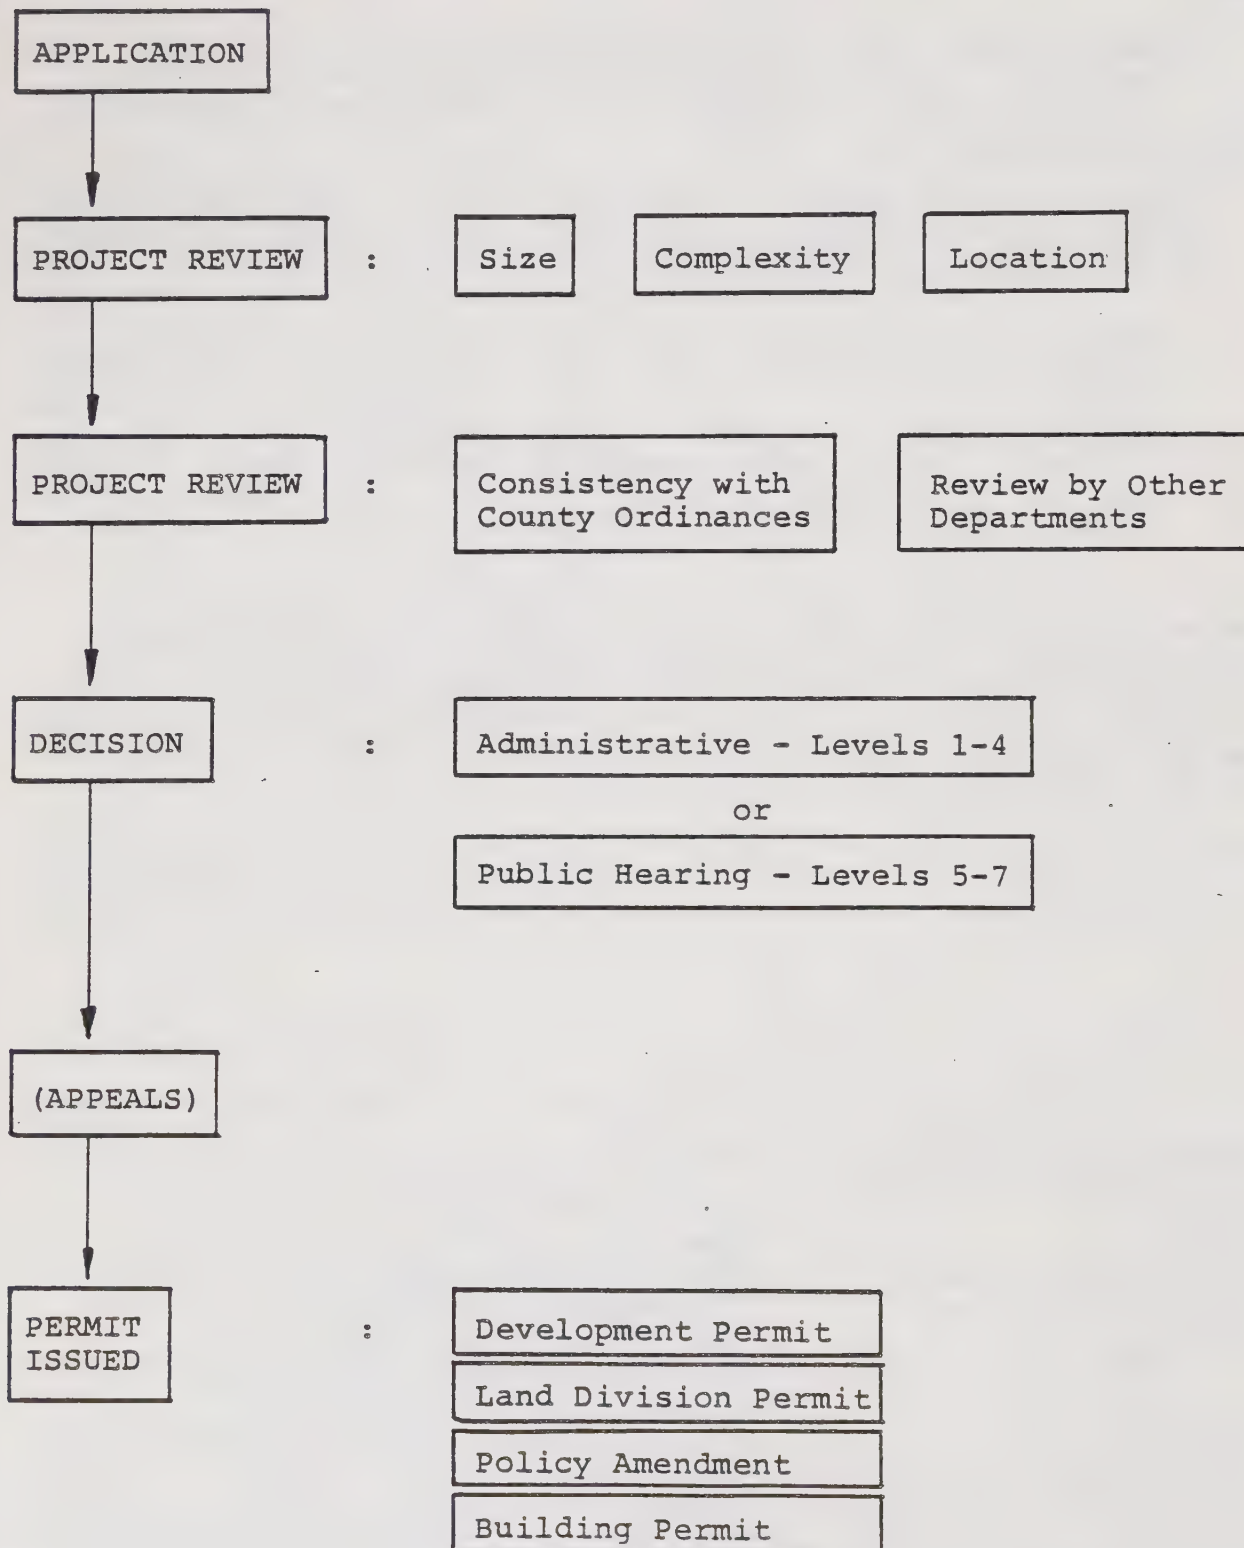 APPLICATION
PROJECT REVIEW : Size Complexity Location
PROJECT REVIEW : Consistency with County Ordinances Review by Other Departments
DECISION : Administrative - Levels 1-4
or
Public Hearing - Levels 5-7
(APPEALS)
PERMIT
ISSUED :
Development Permit
Land Division Permit
Policy Amendment
Building Permit